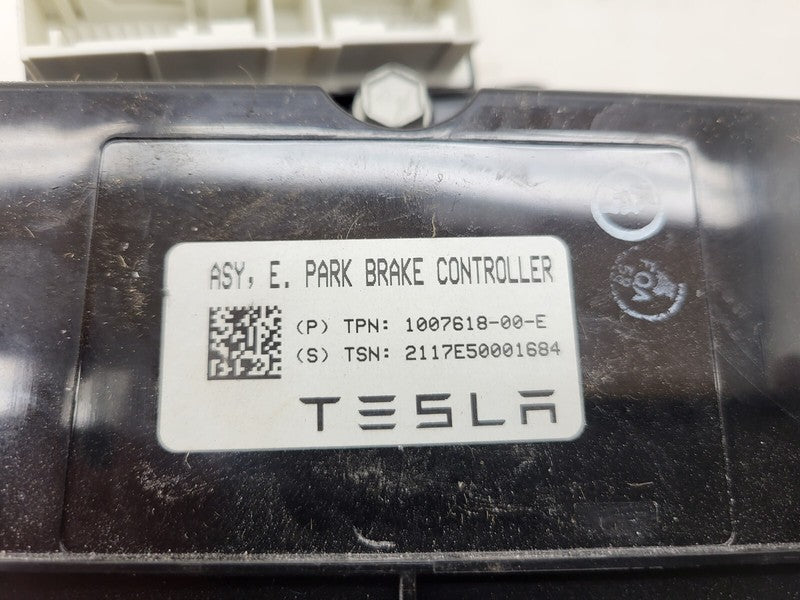 ASY, E. PARK BRAKE CONTROLLER
(P) TPN: 1007618-00-E
(S) TSN: 2117E50001684
TESLA